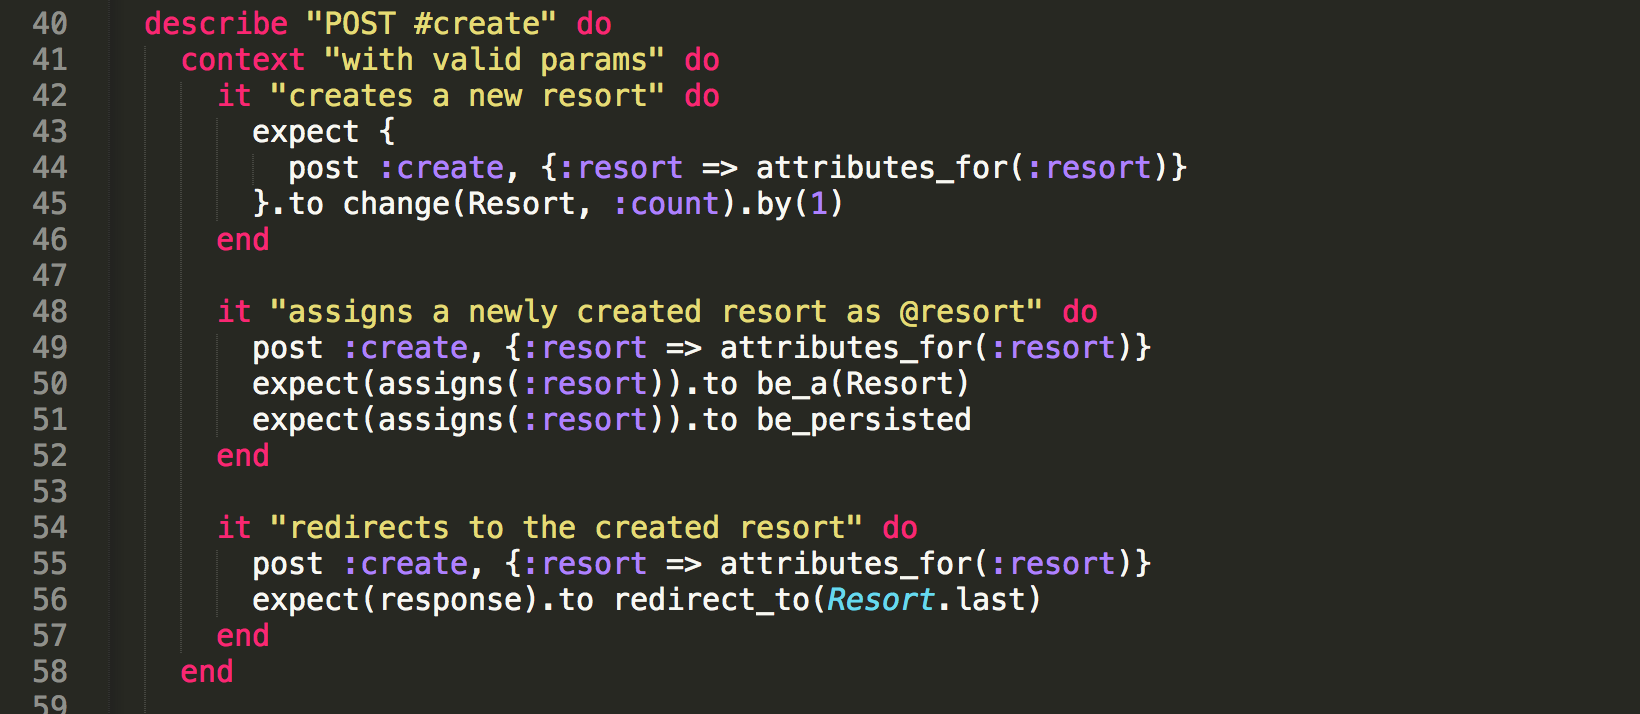 40 describe "POST #create" do
41 context "with valid params" do
42 it "creates a new resort" do
43 expect {
44 post :create, {:resort => attributes_for(:resort)}
45 }.to change(Resort, :count).by(1)
46 end
47
48 it "assigns a newly created resort as @resort" do
49 post :create, {:resort => attributes_for(:resort)}
50 expect(assigns(:resort)).to be_a(Resort)
51 expect(assigns(:resort)).to be_persisted
52 end
53
54 it "redirects to the created resort" do
55 post :create, {:resort => attributes_for(:resort)}
56 expect(response).to redirect_to(Resort.last)
57 end
58 end
59